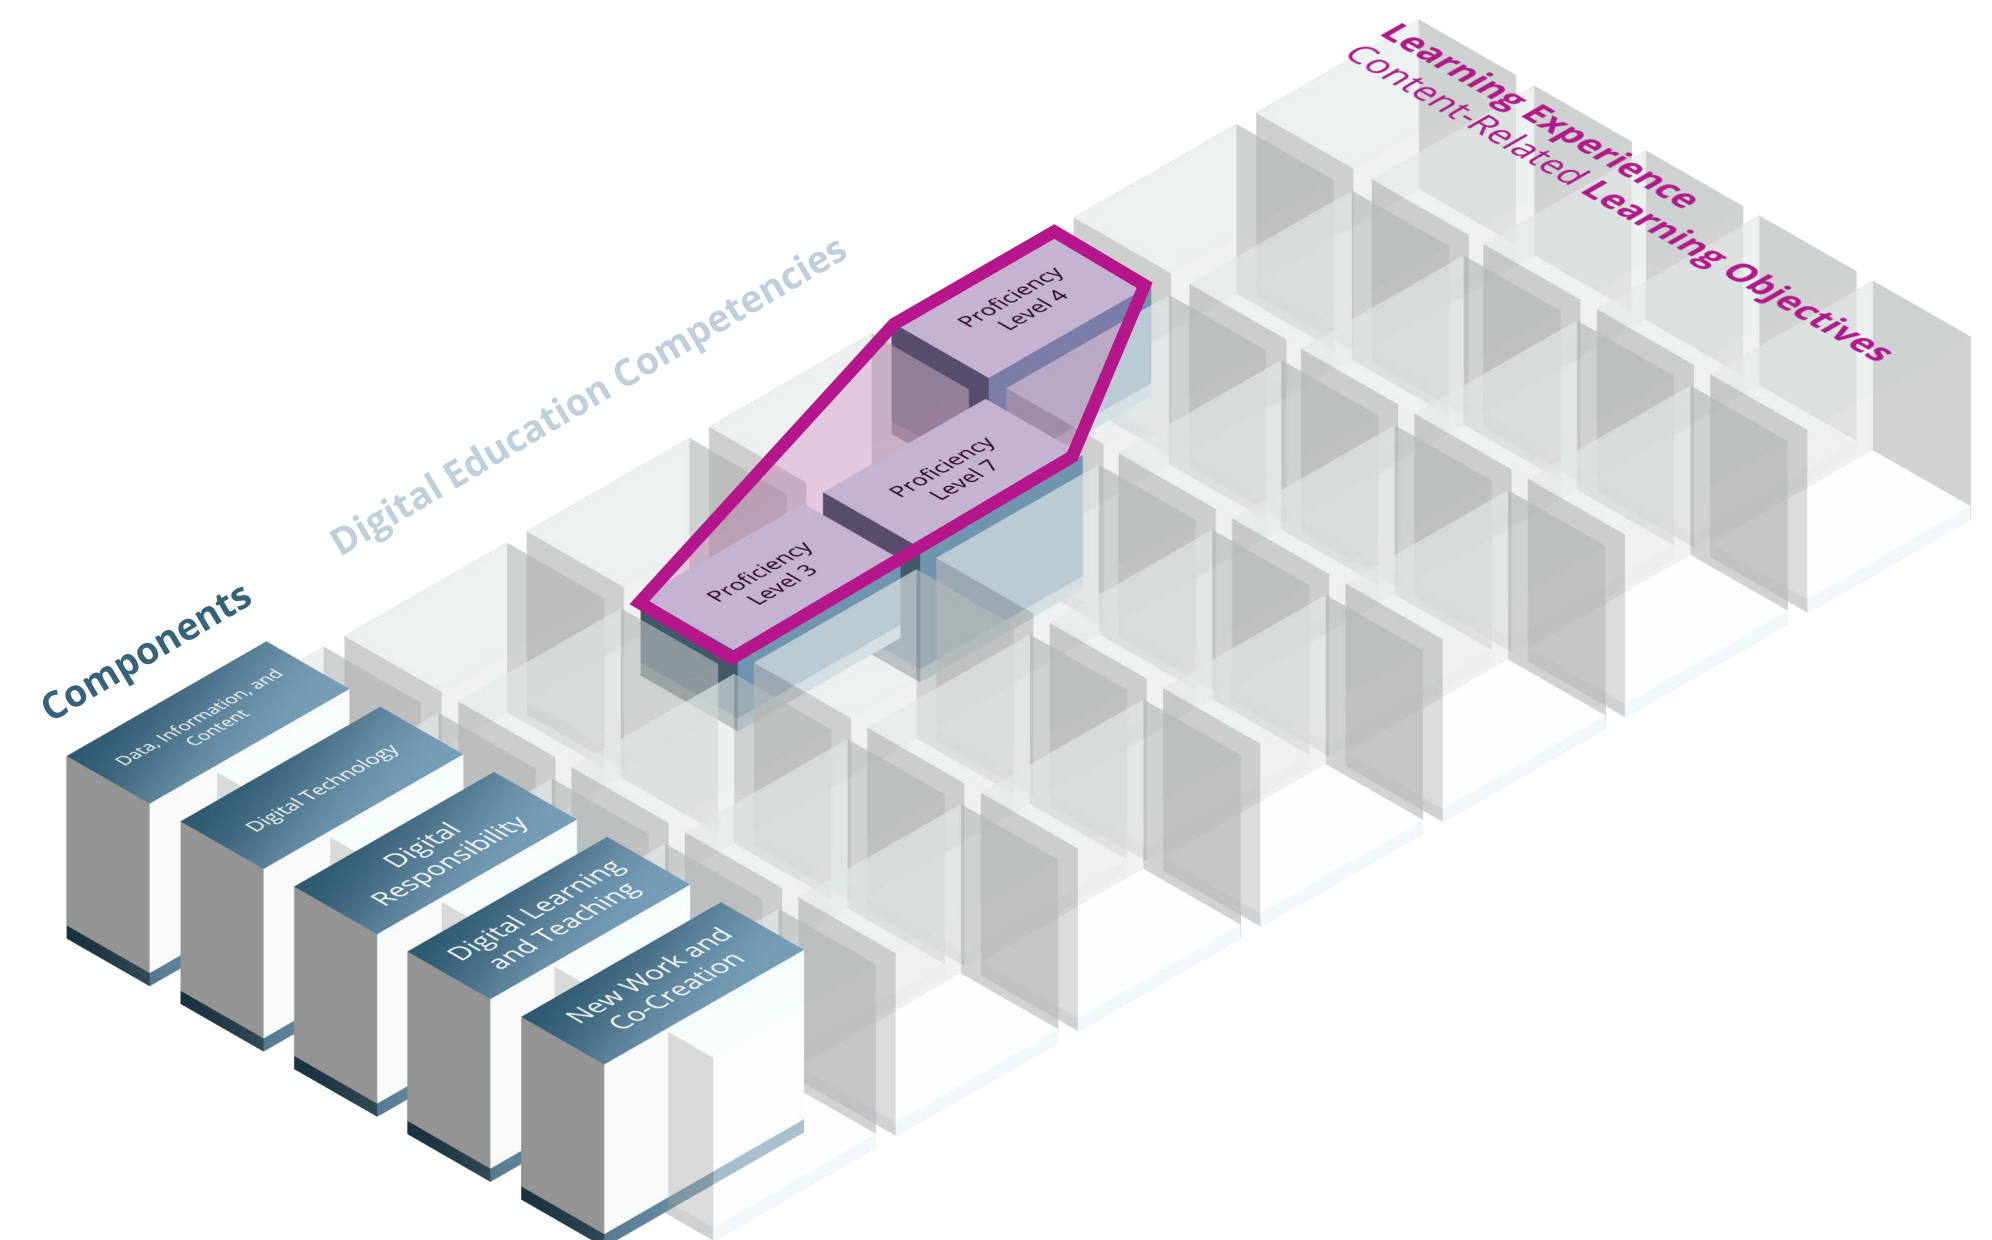 Learning Experience
Content-Related Learning Objectives
Digital Education Competencies
Proficiency
Level 4
Proficiency
Level 7
Proficiency
Level 3
Components
Data, Information, and
Content
Digital Technology
Digital
Responsibility
Digital Learning
and Teaching
New Work and
Co-Creation